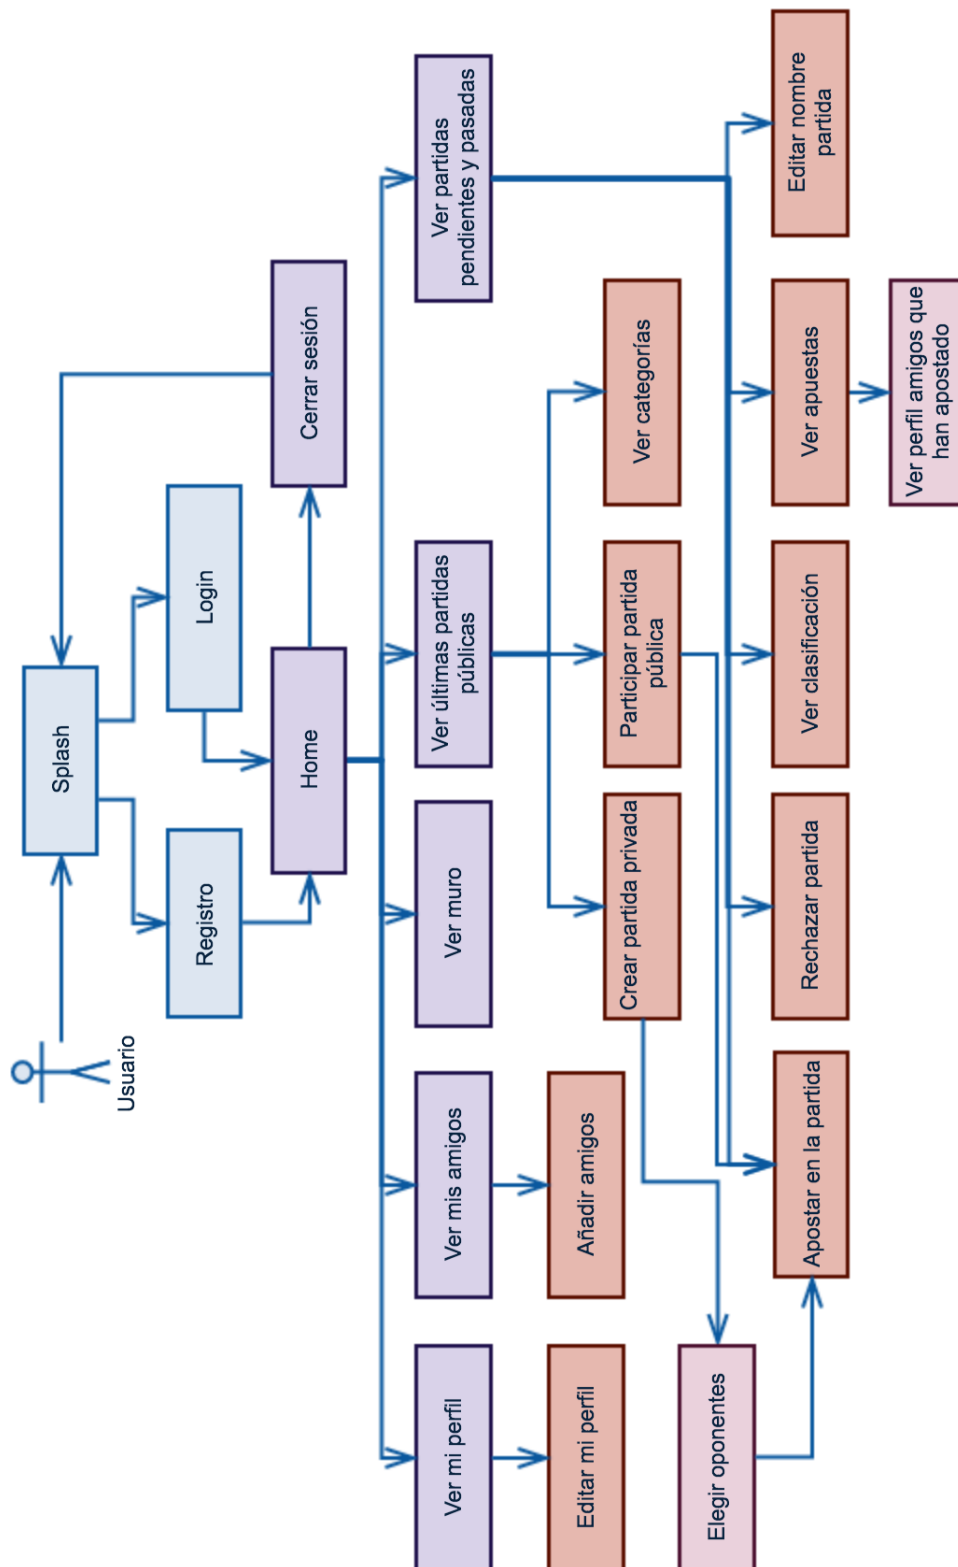 Usuario
Splash
Registro
Login
Home
Cerrar sesión
Ver mi perfil
Ver mis amigos
Ver muro
Ver últimas partidas
públicas
Ver partidas
pendientes y pasadas
Editar mi perfil
Añadir amigos
Crear partida privada
Participar partida
pública
Ver categorías
Elegir oponentes
Apostar en la partida
Rechazar partida
Ver clasificación
Ver apuestas
Editar nombre
partida
Ver perfil amigos que
han apostado